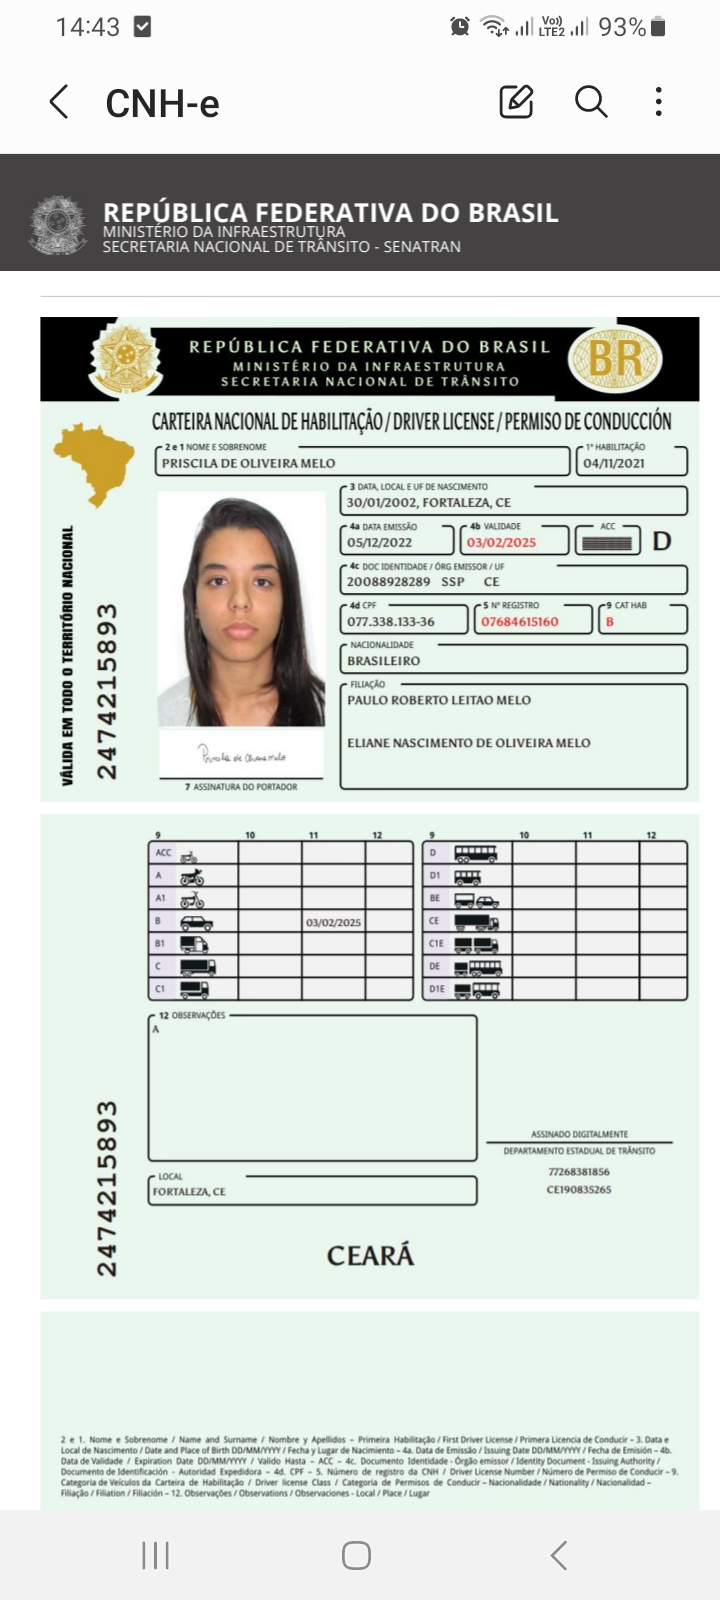 14:43
Vo)) LTE2 93%
CNH-e
REPÚBLICA FEDERATIVA DO BRASIL
MINISTÉRIO DA INFRAESTRUTURA
SECRETARIA NACIONAL DE TRÂNSITO - SENATRAN
REPÚBLICA FEDERATIVA DO BRASIL
MINISTÉRIO DA INFRAESTRUTURA
SECRETARIA NACIONAL DE TRÂNSITO
BR
CARTEIRA NACIONAL DE HABILITAÇÃO / DRIVER LICENSE / PERMISO DE CONDUCCIÓN
2 e 1 NOME E SOBRENOME
PRISCILA DE OLIVEIRA MELO
1ª HABILITAÇÃO
04/11/2021
3 DATA, LOCAL E UF DE NASCIMENTO
30/01/2002, FORTALEZA, CE
4a DATA EMISSÃO
05/12/2022
4b VALIDADE
03/02/2025
ACC
D
4c DOC IDENTIDADE / ÓRG EMISSOR / UF
20088928289 SSP CE
4d CPF
077.338.133-36
5 Nº REGISTRO
07684615160
9 CAT HAB
B
NACIONALIDADE
BRASILEIRO
FILIAÇÃO
PAULO ROBERTO LEITAO MELO
ELIANE NASCIMENTO DE OLIVEIRA MELO
Priscila de Oliveira Melo
7 ASSINATURA DO PORTADOR
VÁLIDA EM TODO O TERRITÓRIO NACIONAL
2474215893
9 10 11 12
ACC
A
A1
B 03/02/2025
B1
C
C1
9 10 11 12
D
D1
BE
CE
C1E
DE
D1E
12 OBSERVAÇÕES
A
LOCAL
FORTALEZA, CE
ASSINADO DIGITALMENTE
DEPARTAMENTO ESTADUAL DE TRÂNSITO
77268381856
CE190835265
2474215893
CEARÁ
2 e 1. Nome e Sobrenome / Name and Surname / Nombre y Apellidos – Primeira Habilitação / First Driver License / Primera Licencia de Conducir – 3. Data e
Local de Nascimento / Date and Place of Birth DD/MM/YYYY / Fecha y Lugar de Nacimiento – 4a. Data de Emissão / Issuing Date DD/MM/YYYY / Fecha de Emisión – 4b.
Data de Validade / Expiration Date DD/MM/YYYY / Valido Hasta – ACC – 4c. Documento Identidade - Órgão emissor / Identity Document - Issuing Authority /
Documento de Identificación - Autoridad Expedidora – 4d. CPF – 5. Número de registro da CNH / Driver License Number / Número de Permiso de Conducir – 9.
Categoria de Veículos da Carteira de Habilitação / Driver license Class / Categoria de Permisos de Conducir – Nacionalidade / Nationality / Nacionalidad –
Filiação / Filiation / Filiación – 12. Observações / Observations / Observaciones - Local / Place / Lugar